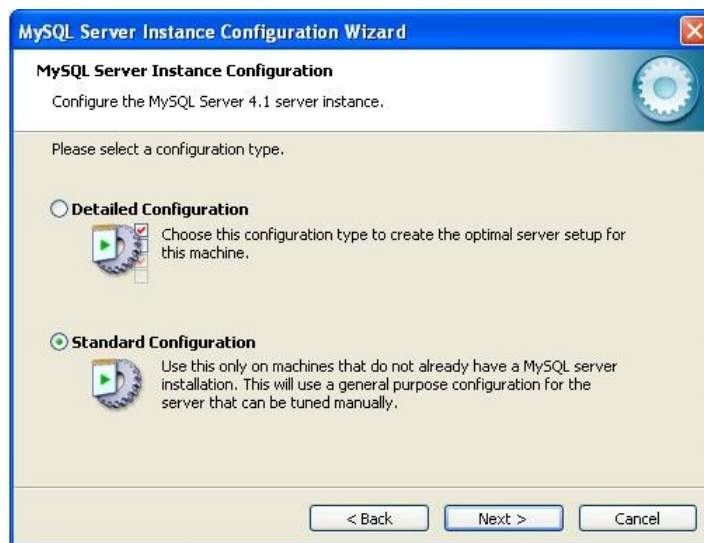 MySQL Server Instance Configuration Wizard
MySQL Server Instance Configuration
Configure the MySQL Server 4.1 server instance.
Please select a configuration type.
Detailed Configuration
Choose this configuration type to create the optimal server setup for
this machine.
Standard Configuration
Use this only on machines that do not already have a MySQL server
installation. This will use a general purpose configuration for the
server that can be tuned manually.
< Back Next > Cancel